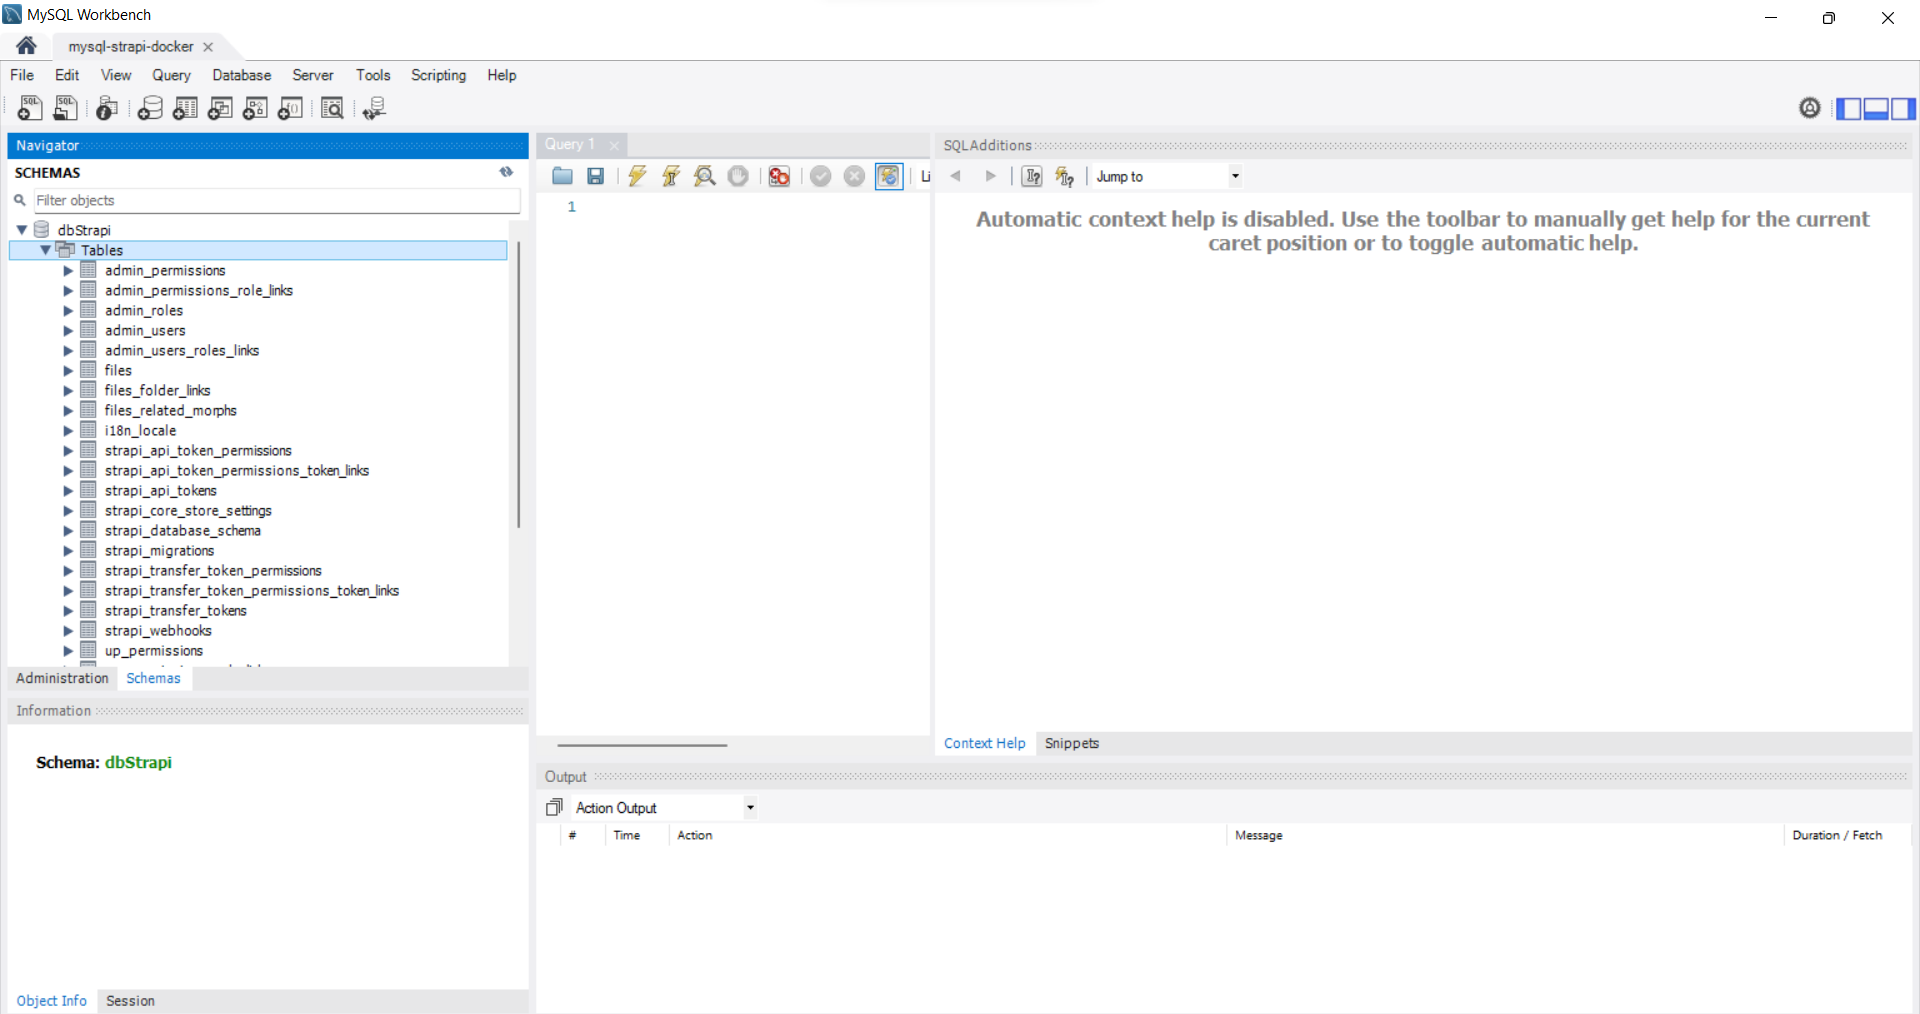 MySQL Workbench
mysql-strapi-docker
File Edit View Query Database Server Tools Scripting Help
Navigator
SCHEMAS
Filter objects
dbStrapi
Tables
admin_permissions
admin_permissions_role_links
admin_roles
admin_users
admin_users_roles_links
files
files_folder_links
files_related_morphs
i18n_locale
strapi_api_token_permissions
strapi_api_token_permissions_token_links
strapi_api_tokens
strapi_core_store_settings
strapi_database_schema
strapi_migrations
strapi_transfer_token_permissions
strapi_transfer_token_permissions_token_links
strapi_transfer_tokens
strapi_webhooks
up_permissions
Administration Schemas
Information
Schema: dbStrapi
Object Info Session
Query 1
Li
1
SQLAdditions
Jump to
Automatic context help is disabled. Use the toolbar to manually get help for the current
caret position or to toggle automatic help.
Context Help Snippets
Output
Action Output
# Time Action Message Duration / Fetch